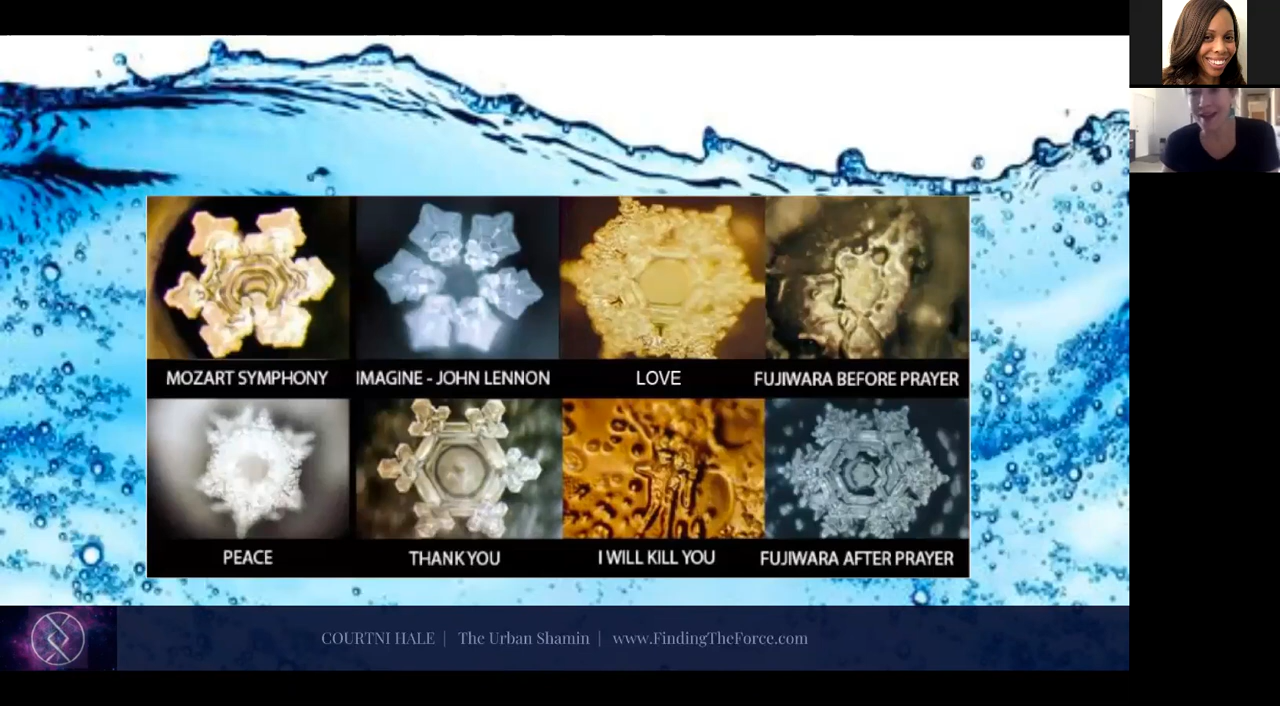 MOZART SYMPHONY
IMAGINE - JOHN LENNON
LOVE
FUJIWARA BEFORE PRAYER
PEACE
THANK YOU
I WILL KILL YOU
FUJIWARA AFTER PRAYER
COURTNI HALE | The Urban Shamin | www.FindingTheForce.com